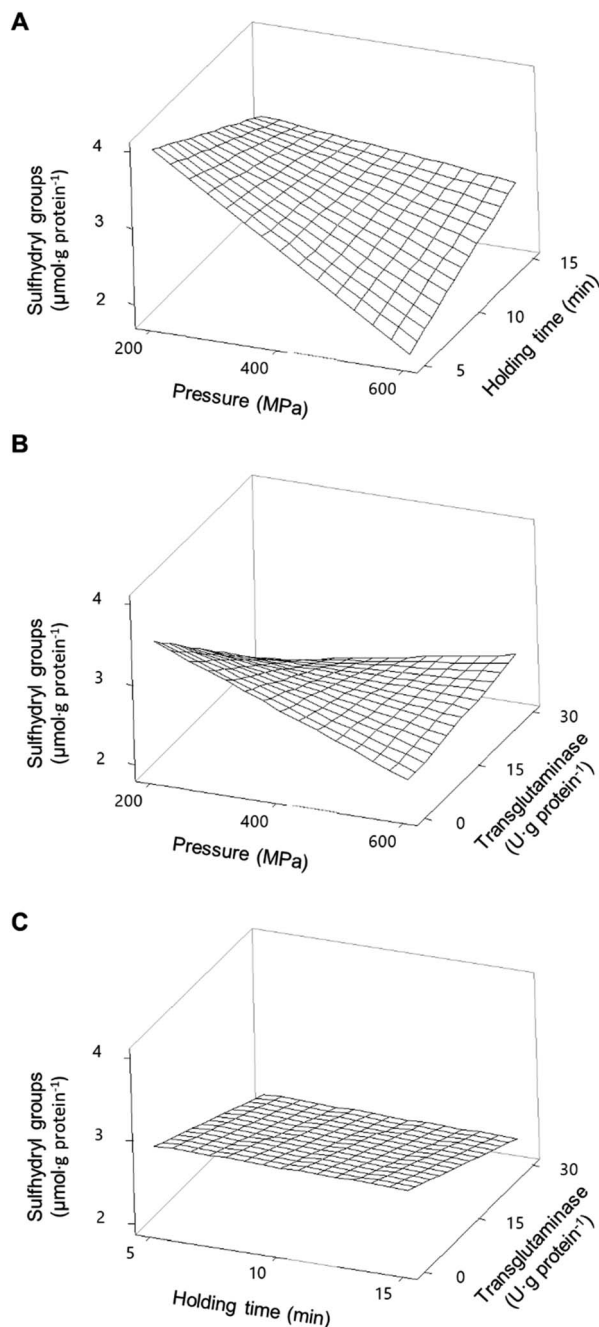 A
Sulfhydryl groups
(μmol·g protein⁻¹)
4
3
2
200
400
600
Pressure (MPa)
5
10
15
Holding time (min)
B
Sulfhydryl groups
(μmol·g protein⁻¹)
4
3
2
200
400
600
Pressure (MPa)
0
15
30
Transglutaminase
(U·g protein⁻¹)
C
Sulfhydryl groups
(μmol·g protein⁻¹)
4
3
2
5
10
15
Holding time (min)
0
15
30
Transglutaminase
(U·g protein⁻¹)